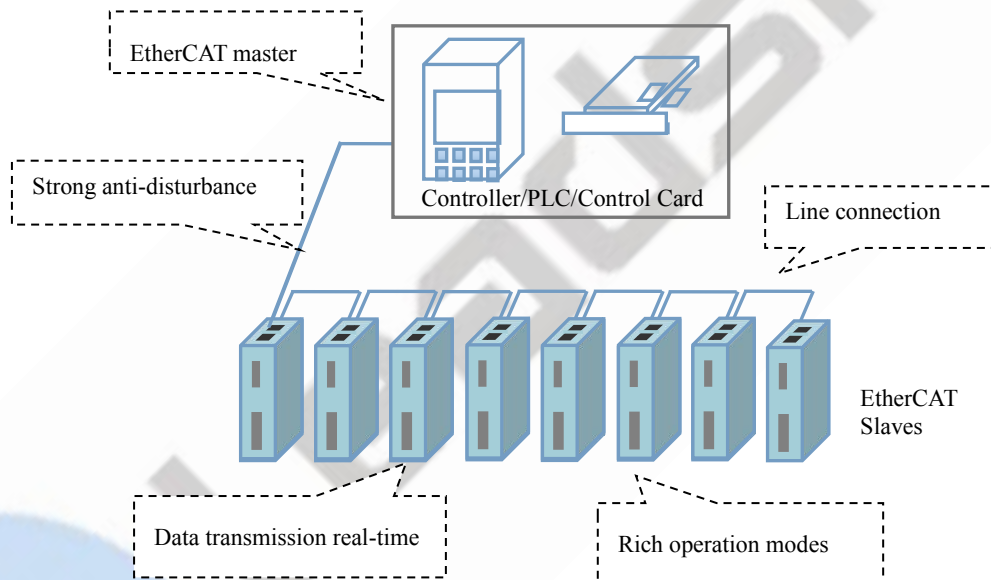 EtherCAT master
Controller/PLC/Control Card
Strong anti-disturbance
Line connection
EtherCAT
Slaves
Data transmission real-time
Rich operation modes